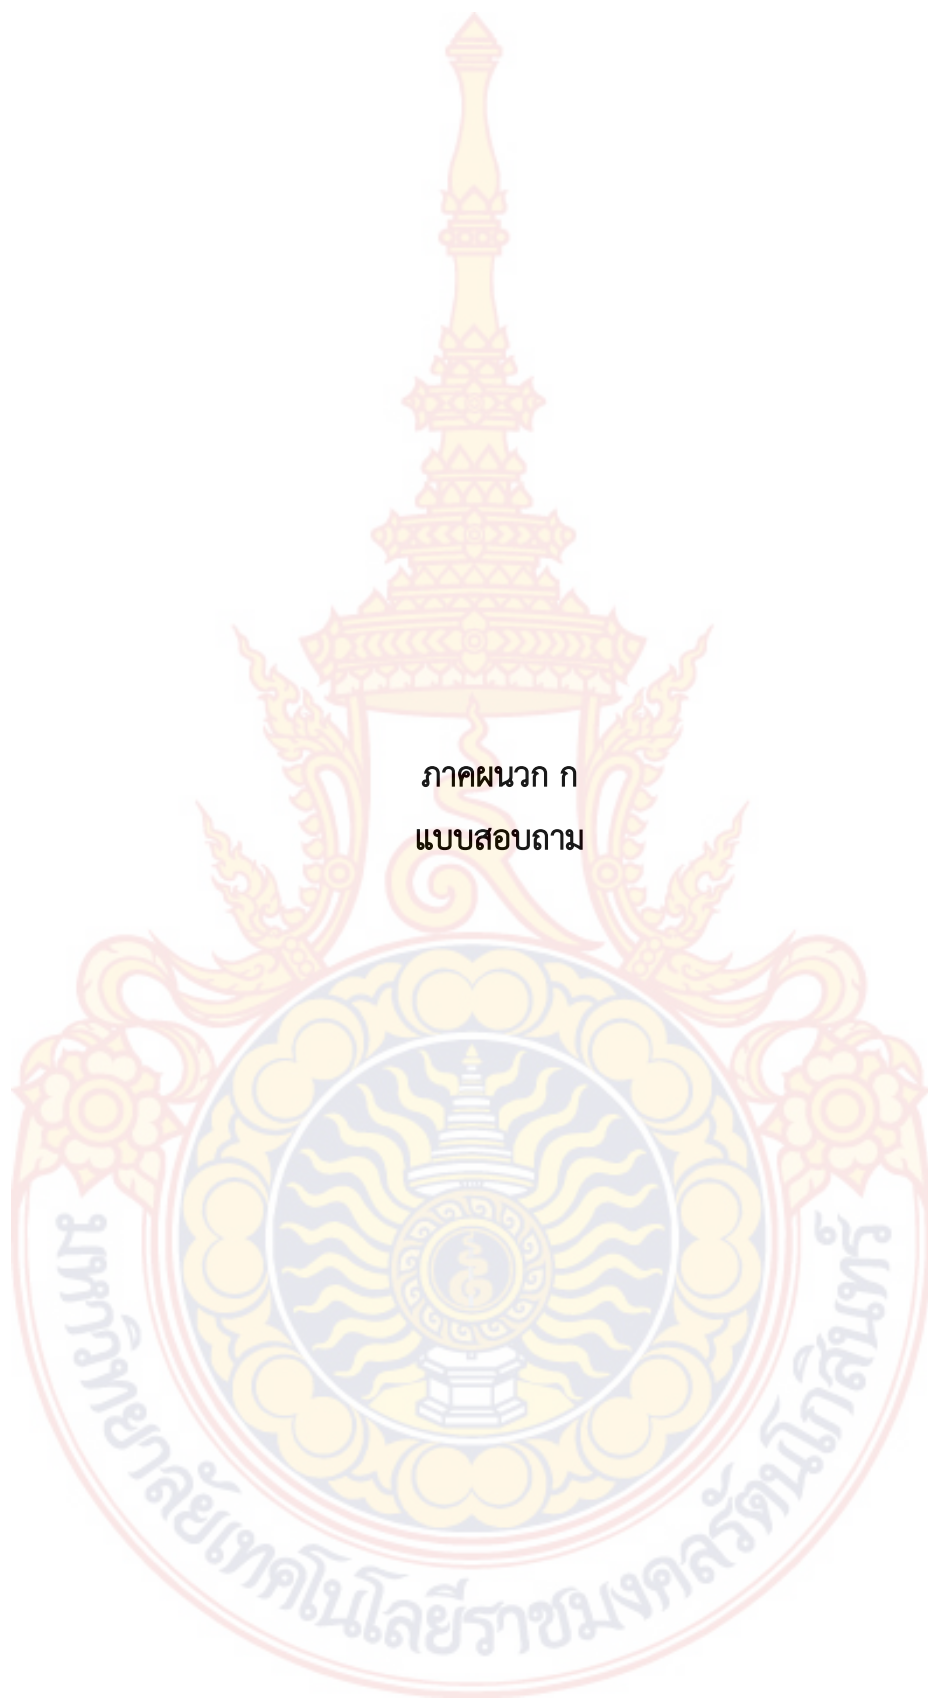 ภาคผนวก ก
แบบสอบถาม
มหาวิทยาลัยเทคโนโลยีราชมงคลรัตนโกสินทร์